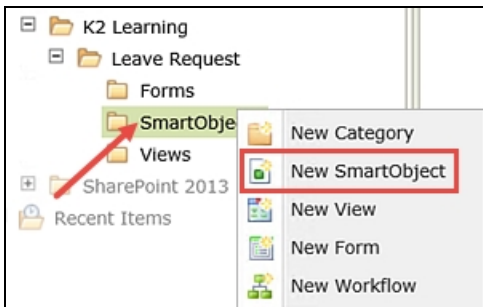 K2 Learning
Leave Request
Forms
SmartObje
Views
SharePoint 2013
Recent Items
New Category
New SmartObject
New View
New Form
New Workflow